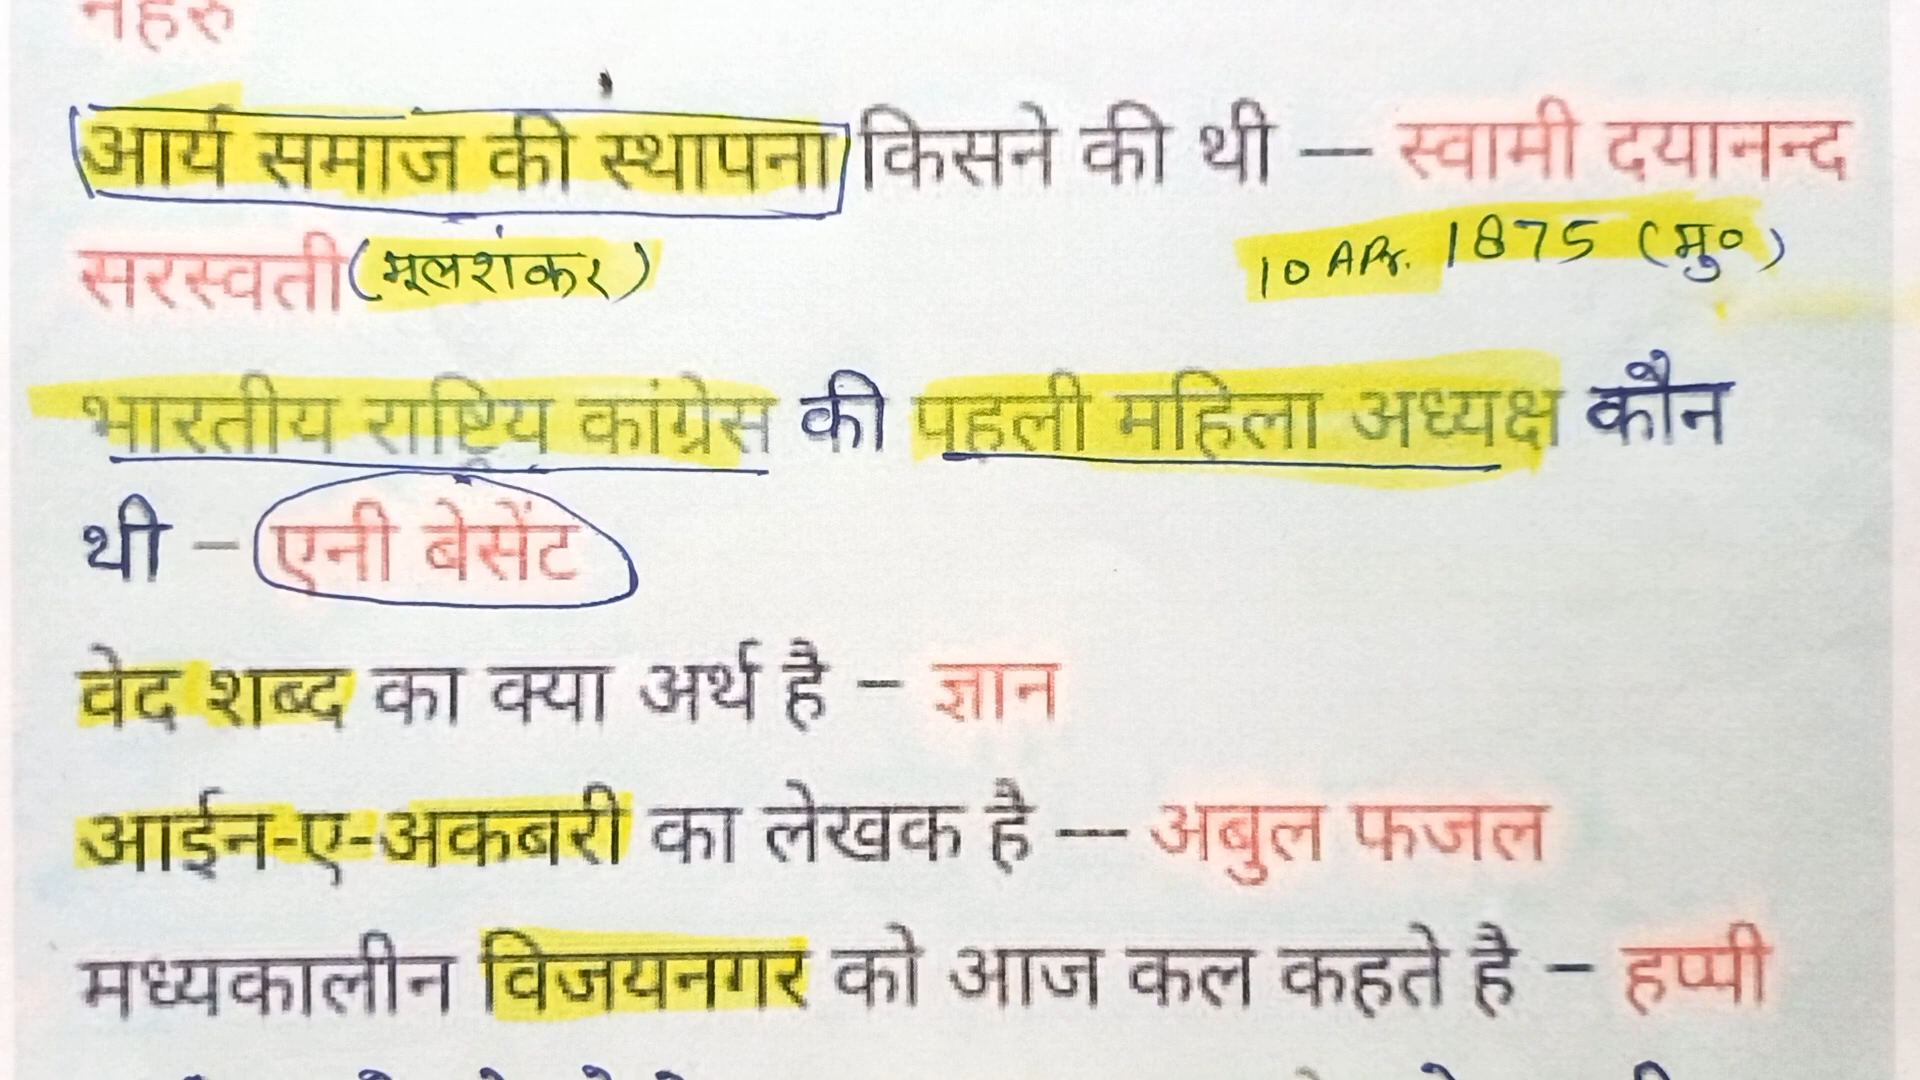 नेहरु
आर्य समाज की स्थापना किसने की थी — स्वामी दयानन्द
सरस्वती (मूलशंकर) 10 Apr. 1875 (मु०)
भारतीय राष्ट्रिय कांग्रेस की पहली महिला अध्यक्ष कौन
थी – एनी बेसेंट
वेद शब्द का क्या अर्थ है – ज्ञान
आईन-ए-अकबरी का लेखक है — अबुल फजल
मध्यकालीन विजयनगर को आज कल कहते है – हप्पी